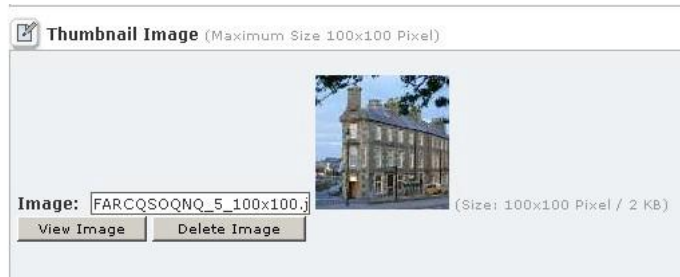 Thumbnail Image (Maximum Size 100x100 Pixel)
Image: FARCQSOQNQ_5_100x100.j (Size: 100x100 Pixel / 2 KB)
View Image Delete Image